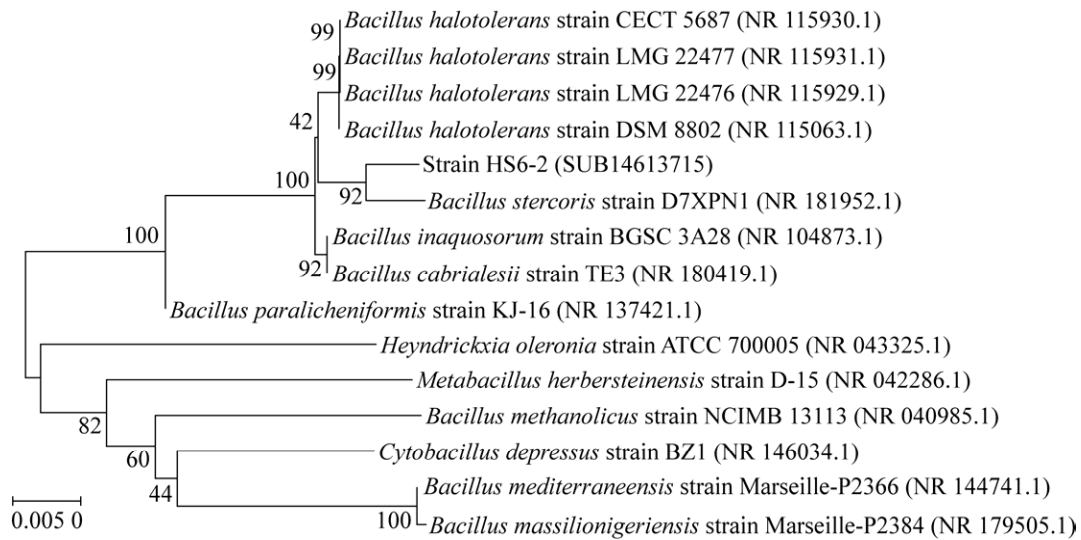 Bacillus halotolerans strain CECT 5687 (NR 115930.1)
99
Bacillus halotolerans strain LMG 22477 (NR 115931.1)
99
Bacillus halotolerans strain LMG 22476 (NR 115929.1)
42
Bacillus halotolerans strain DSM 8802 (NR 115063.1)
Strain HS6-2 (SUB14613715)
100
92
Bacillus stercoris strain D7XPN1 (NR 181952.1)
100
Bacillus inaquosorum strain BGSC 3A28 (NR 104873.1)
92
Bacillus cabrialesii strain TE3 (NR 180419.1)
Bacillus paralicheniformis strain KJ-16 (NR 137421.1)
Heyndrickxia oleronia strain ATCC 700005 (NR 043325.1)
Metabacillus herbersteinensis strain D-15 (NR 042286.1)
82
Bacillus methanolicus strain NCIMB 13113 (NR 040985.1)
60
Cytobacillus depressus strain BZ1 (NR 146034.1)
44
Bacillus mediterraneensis strain Marseille-P2366 (NR 144741.1)
100
Bacillus massilionigeriensis strain Marseille-P2384 (NR 179505.1)
0.005 0